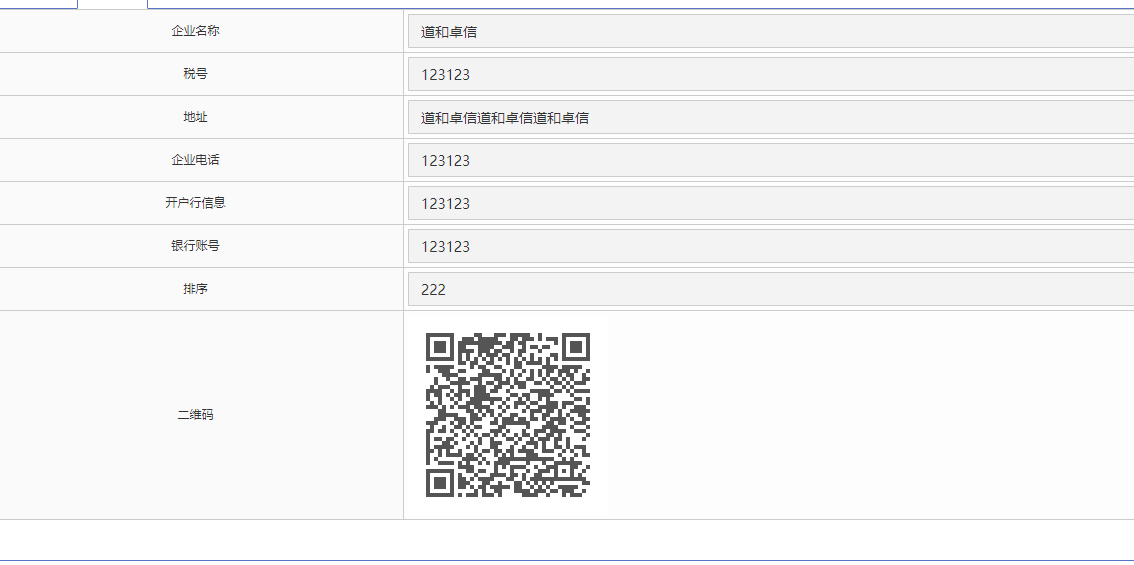 企业名称 道和卓信
税号 123123
地址 道和卓信道和卓信道和卓信
企业电话 123123
开户行信息 123123
银行账号 123123
排序 222
二维码